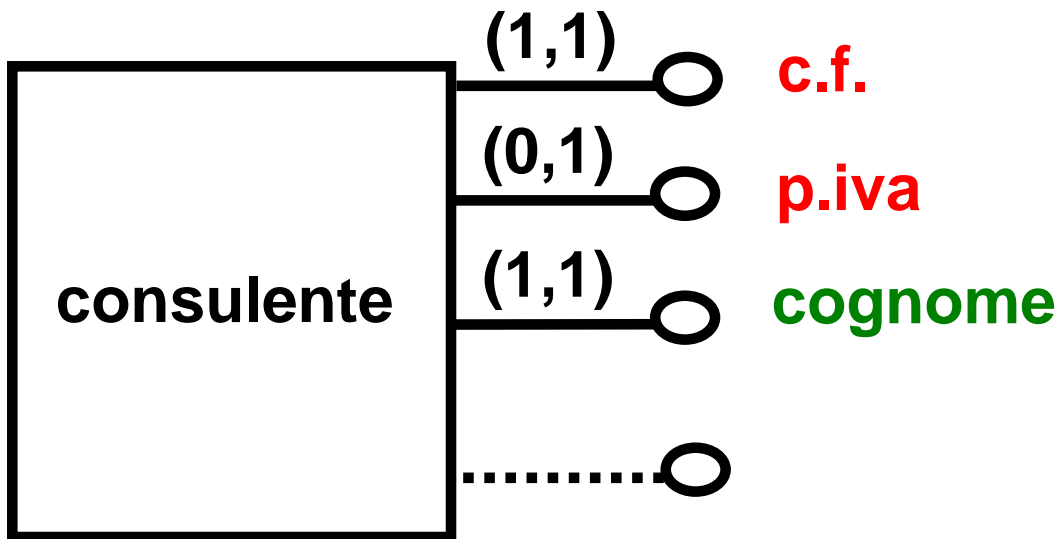 (1,1) c.f.
(0,1) p.iva
(1,1) cognome
consulente